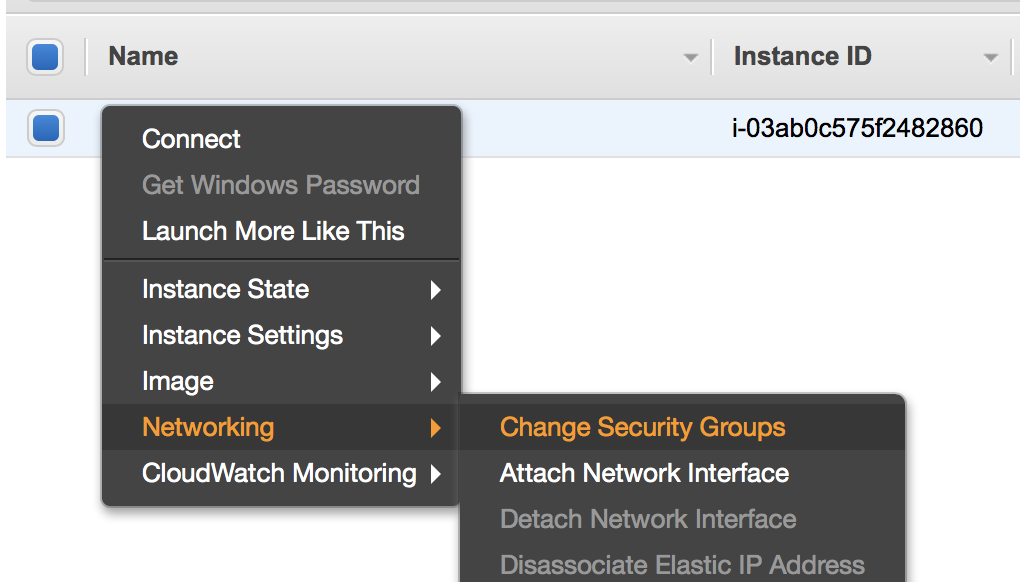 Name
Instance ID
i-03ab0c575f2482860
Connect
Get Windows Password
Launch More Like This
Instance State
Instance Settings
Image
Networking
CloudWatch Monitoring
Change Security Groups
Attach Network Interface
Detach Network Interface
Disassociate Elastic IP Address